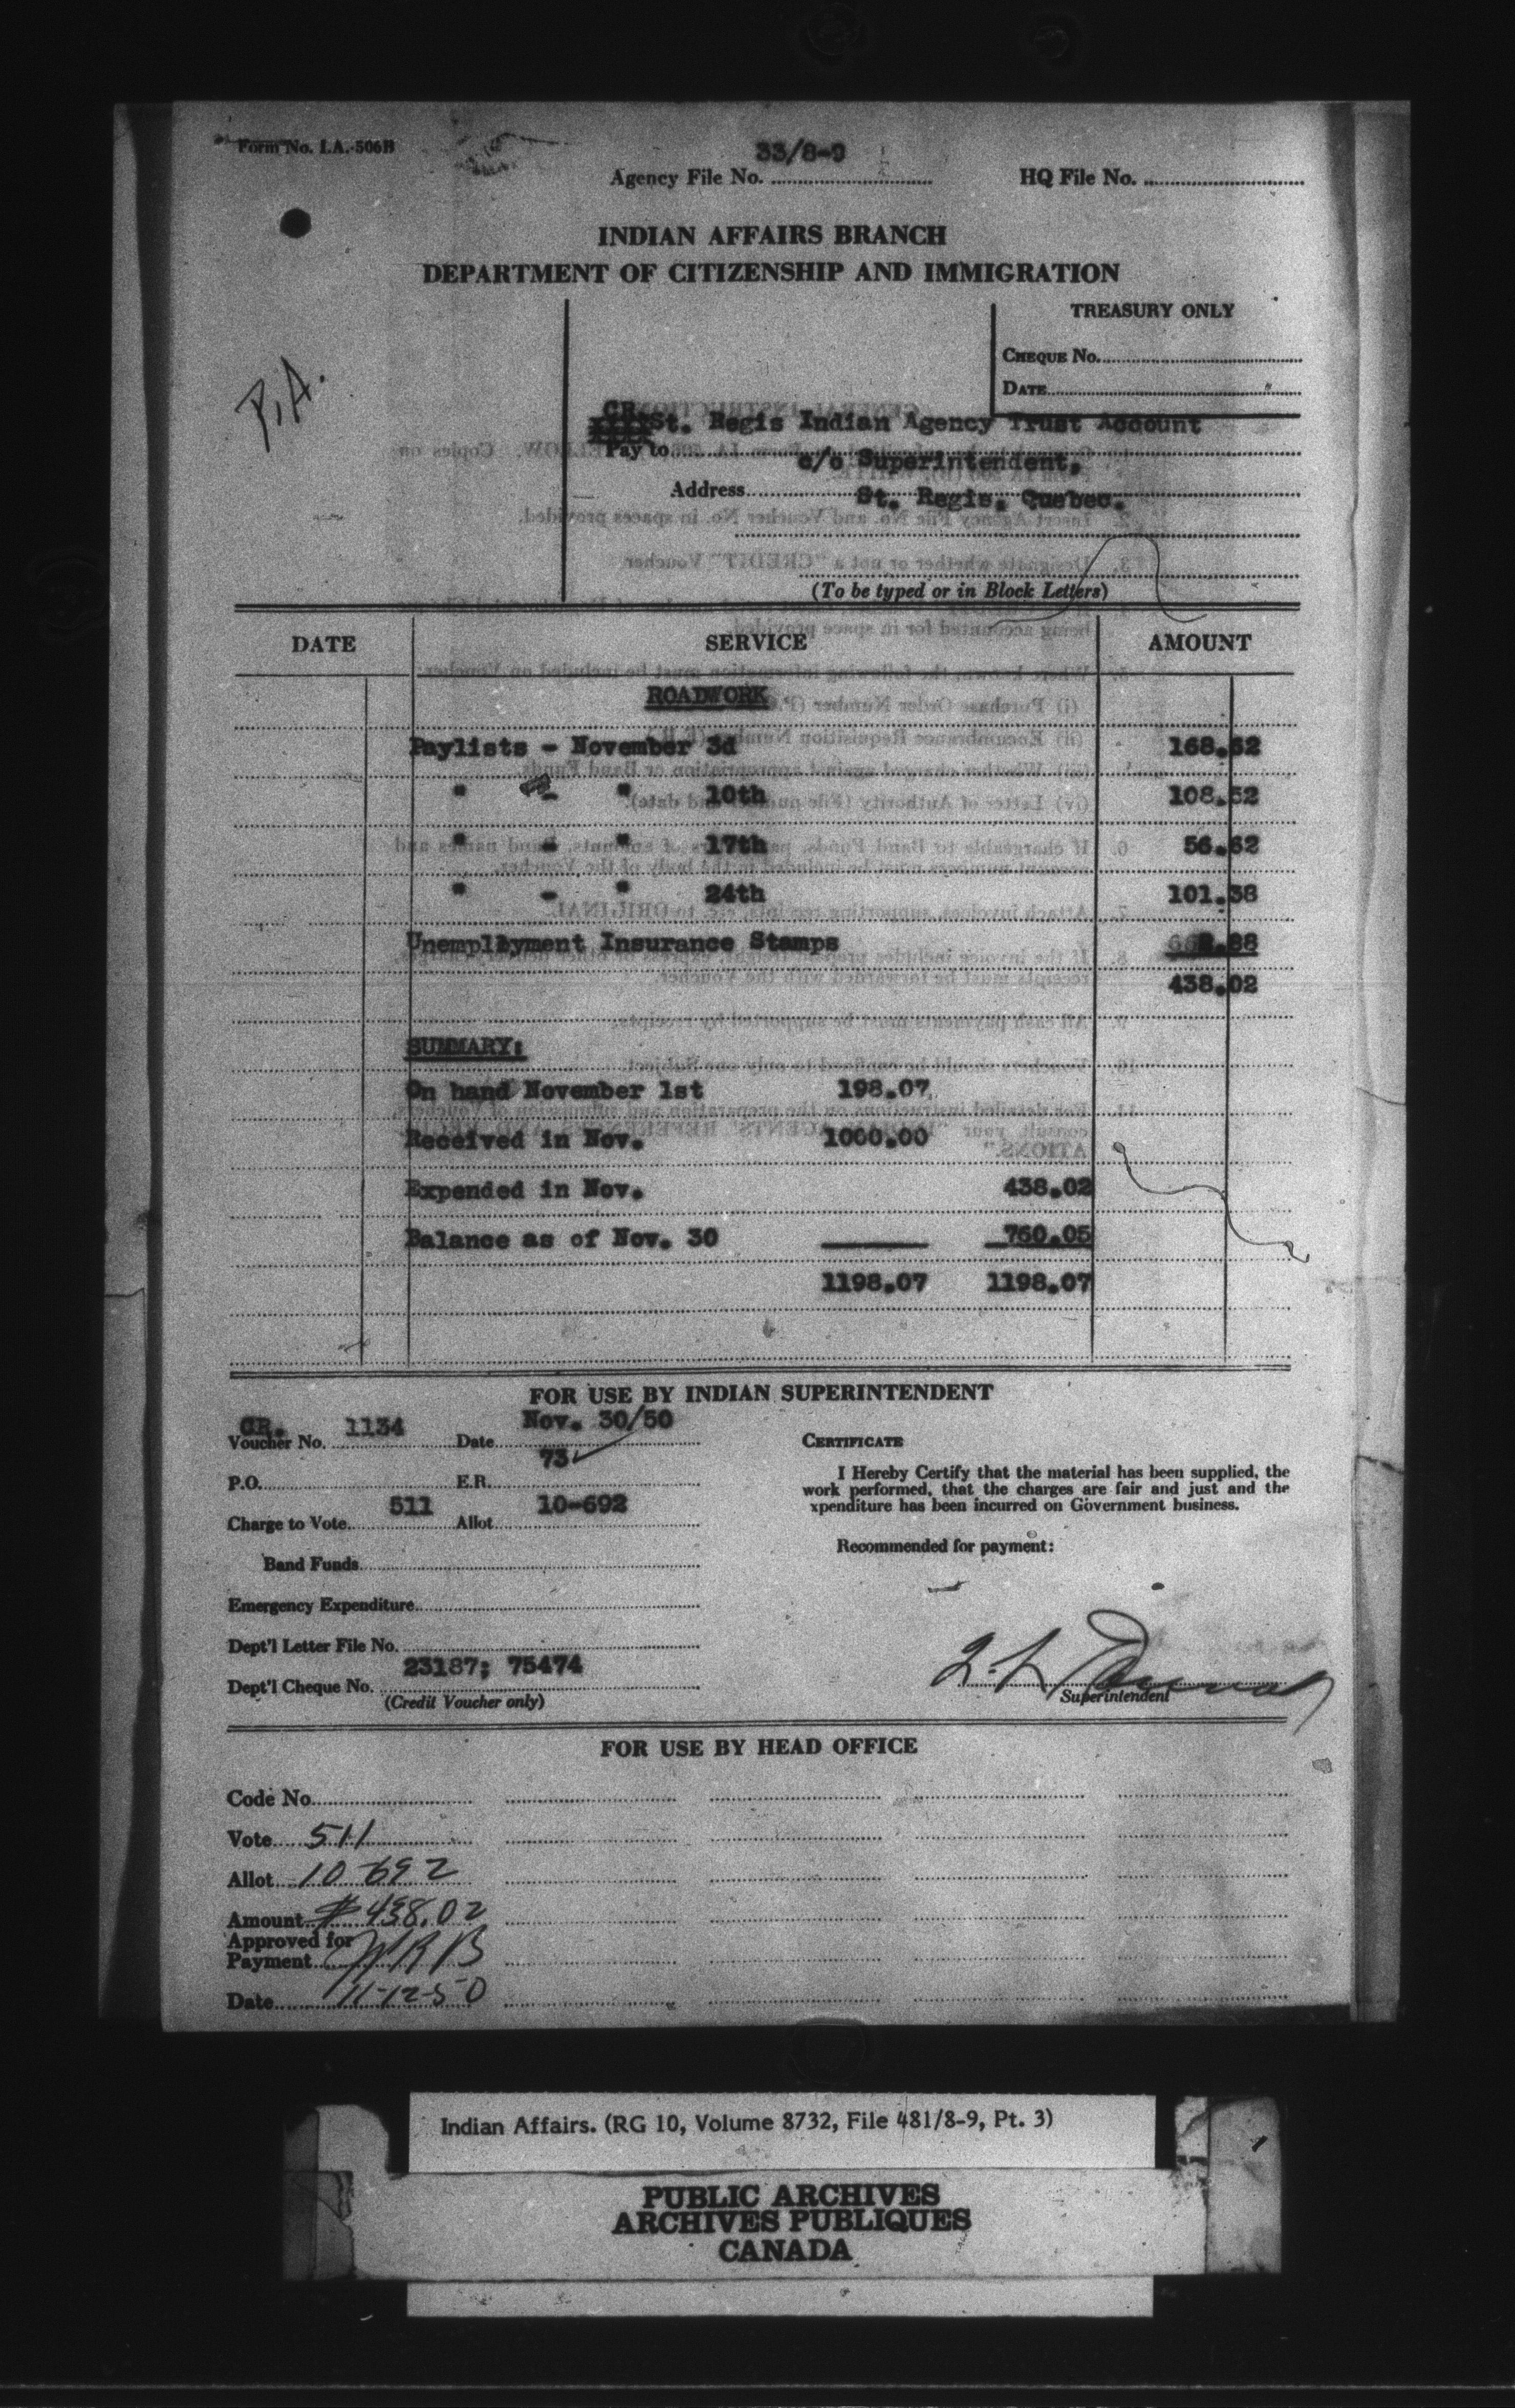 Form No. I.A.-506B
33/8-9
Agency File No. HQ File No.
INDIAN AFFAIRS BRANCH
DEPARTMENT OF CITIZENSHIP AND IMMIGRATION
TREASURY ONLY
CHEQUE No.
DATE
P.A.
CR.
St. Regis Indian Agency Trust Account
Pay to
c/o Superintendent,
Address St. Regis, Quebec.
(To be typed or in Block Letters)
DATE SERVICE AMOUNT
ROADWORK
Paylists - November 3d 168.62
" - " 10th 108.52
" - " 17th 56.62
" - " 24th 101.38
Unemployment Insurance Stamps 2.88
438.02
SUMMARY:
On hand November 1st 198.07
Received in Nov. 1000.00
Expended in Nov. 438.02
Balance as of Nov. 30 760.05
1198.07 1198.07
FOR USE BY INDIAN SUPERINTENDENT
CR. 1134 Nov. 30/50
Voucher No. Date
73
P.O. E.R.
511 10-692
Charge to Vote Allot
Band Funds
Emergency Expenditure
Dept'l Letter File No.
23187; 75474
Dept'l Cheque No.
(Credit Voucher only)
CERTIFICATE
I Hereby Certify that the material has been supplied, the
work performed, that the charges are fair and just and the
xpenditure has been incurred on Government business.
Recommended for payment:
Superintendent
FOR USE BY HEAD OFFICE
Code No.
Vote 511
Allot 10-692
Amount $438.02
Approved for
Payment
Date 11-12-50
Indian Affairs. (RG 10, Volume 8732, File 481/8-9, Pt. 3)
PUBLIC ARCHIVES
ARCHIVES PUBLIQUES
CANADA